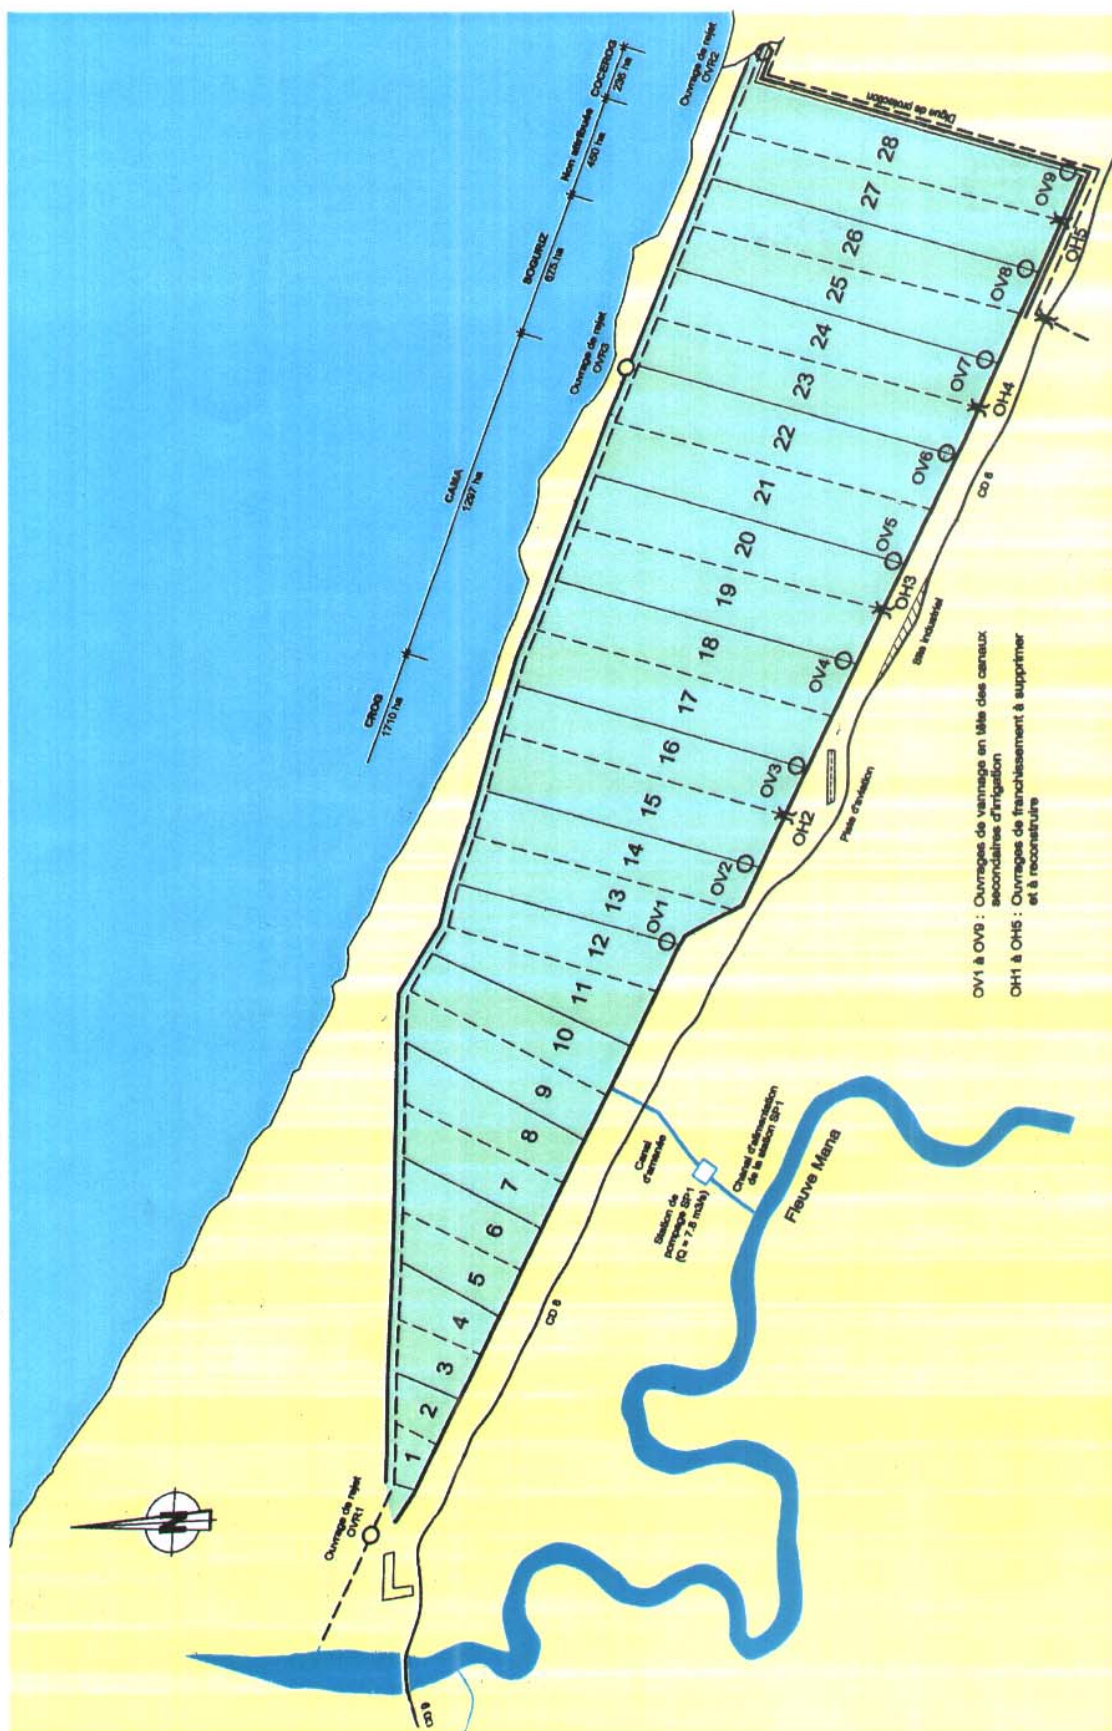 CROG
1710 ha
CAMA
1297 ha
SOGURIZ
675 ha
Non attribuée
450 ha
COCEROG
236 ha
Ouvrage de rejet
OVR2
Ouvrage de rejet
OVR3
Ouvrage de rejet
OVR1
N
Digue de protection
1
2
3
4
5
6
7
8
9
10
11
12
13
14
15
16
17
18
19
20
21
22
23
24
25
26
27
28
OV1
OV2
OH2
OV3
OV4
OH3
OV5
OV6
OH4
OV7
OV8
OH5
OV9
Piste d'aviation
Site industriel
CD 8
CD 8
CD 9
Canal
d'amenée
Station de
pompage SP1
(Q = 7.8 m3/s)
Chenal d'alimentation
de la station SP1
Fleuve Mana
OV1 à OV9 : Ouvrages de vannage en tête des canaux
secondaires d'irrigation
OH1 à OH5 : Ouvrages de franchissement à supprimer
et à reconstruire